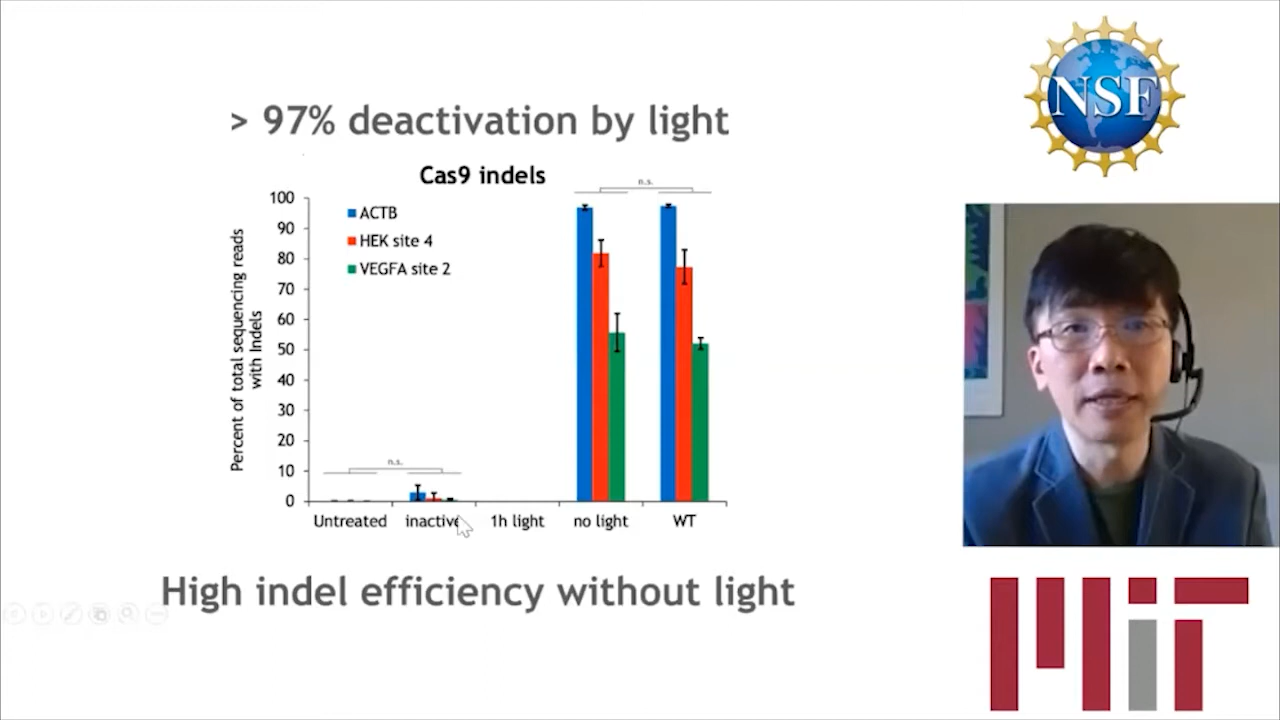 > 97% deactivation by light
Cas9 indels
n.s.
100
90
80
70
60
50
40
30
20
10
0
Percent of total sequencing reads
with Indels
ACTB
HEK site 4
VEGFA site 2
n.s.
Untreated
inactive
1h light
no light
WT
High indel efficiency without light
NSF
MIT